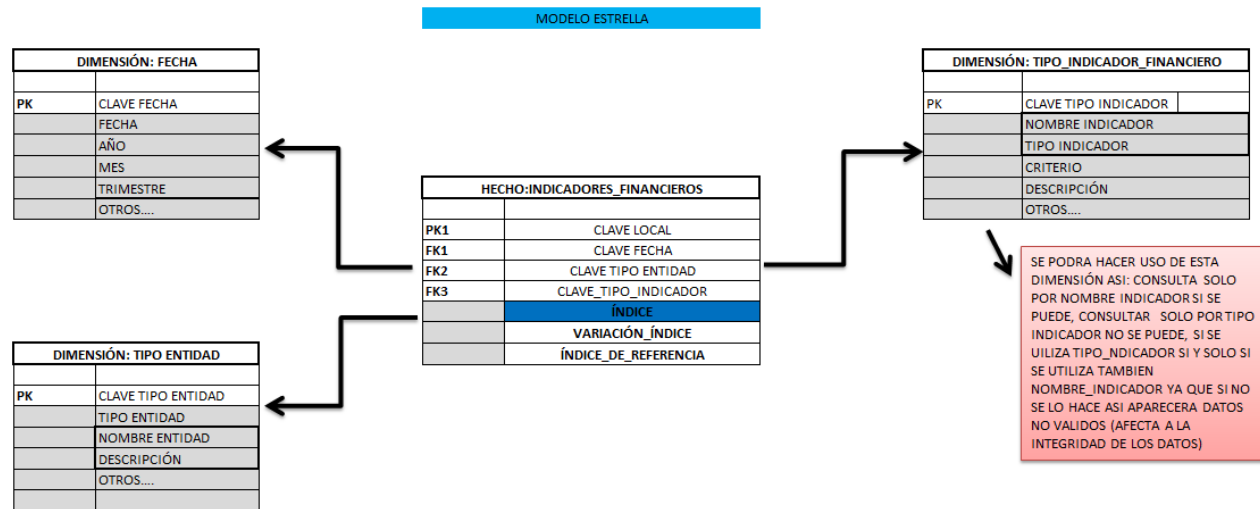 MODELO ESTRELLA
DIMENSIÓN: FECHA
PK CLAVE FECHA
FECHA
AÑO
MES
TRIMESTRE
OTROS....
DIMENSIÓN: TIPO ENTIDAD
PK CLAVE TIPO ENTIDAD
TIPO ENTIDAD
NOMBRE ENTIDAD
DESCRIPCIÓN
OTROS....
HECHO:INDICADORES_FINANCIEROS
PK1 CLAVE LOCAL
FK1 CLAVE FECHA
FK2 CLAVE TIPO ENTIDAD
FK3 CLAVE_TIPO_INDICADOR
ÍNDICE
VARIACIÓN_ÍNDICE
ÍNDICE_DE_REFERENCIA
DIMENSIÓN: TIPO_INDICADOR_FINANCIERO
PK CLAVE TIPO INDICADOR
NOMBRE INDICADOR
TIPO INDICADOR
CRITERIO
DESCRIPCIÓN
OTROS....
SE PODRA HACER USO DE ESTA
DIMENSIÓN ASI: CONSULTA SOLO
POR NOMBRE INDICADOR SI SE
PUEDE, CONSULTAR SOLO POR TIPO
INDICADOR NO SE PUEDE, SI SE
UILIZA TIPO_NDICADOR SI Y SOLO SI
SE UTILIZA TAMBIEN
NOMBRE_INDICADOR YA QUE SI NO
SE LO HACE ASI APARECERA DATOS
NO VALIDOS (AFECTA A LA
INTEGRIDAD DE LOS DATOS)